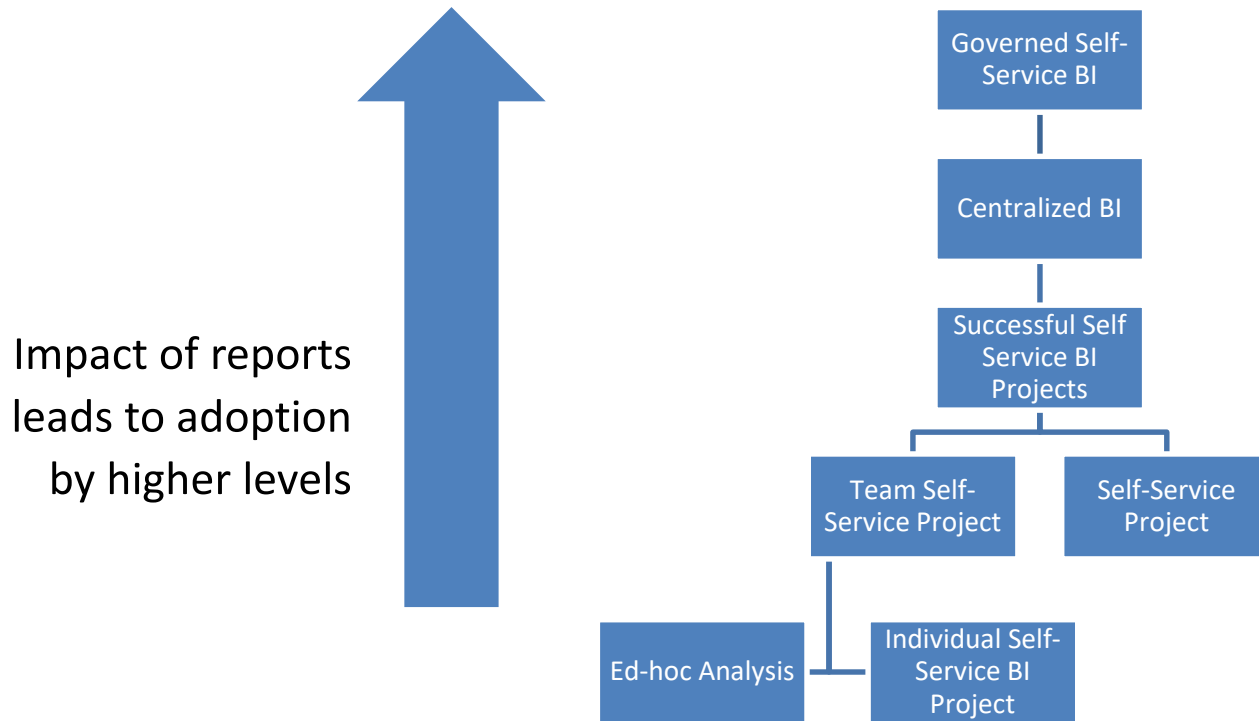 Governed Self-
Service BI
Centralized BI
Successful Self
Service BI
Projects
Impact of reports
leads to adoption
by higher levels
Team Self-
Service Project
Self-Service
Project
Ed-hoc Analysis
Individual Self-
Service BI
Project